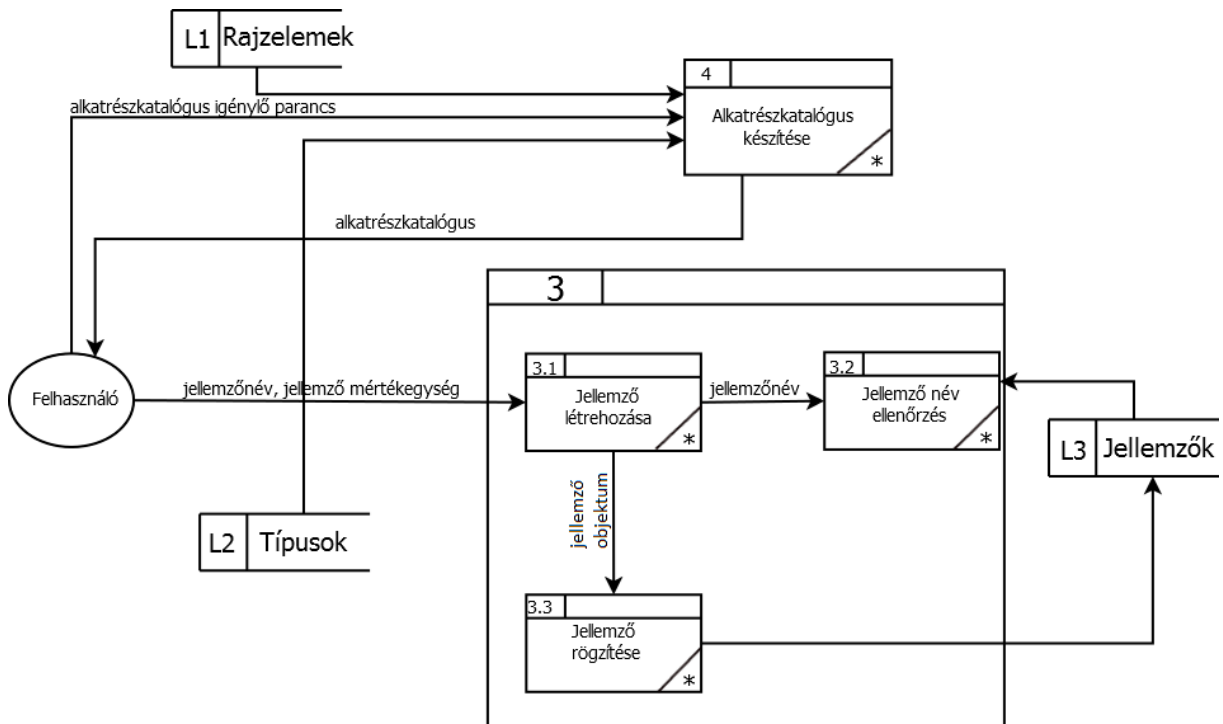 L1 Rajzelemek
4
alkatrészkatalógus igénylő parancs
Alkatrészkatalógus
készítése
*
alkatrészkatalógus
3
3.1
3.2
Felhasználó
jellemzőnév, jellemző mértékegység
Jellemző
létrehozása
*
jellemzőnév
Jellemző név
ellenőrzés
*
L3 Jellemzők
jellemző
objektum
L2 Típusok
3.3
Jellemző
rögzítése
*